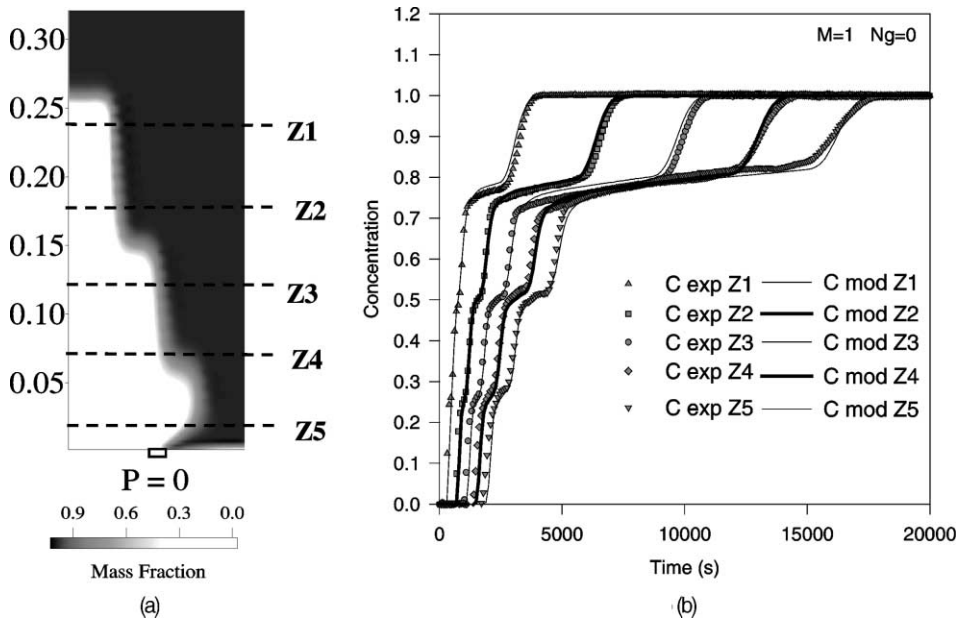 0.30
0.25
0.20
0.15
0.10
0.05
Z1
Z2
Z3
Z4
Z5
P = 0
0.9 0.6 0.3 0.0
Mass Fraction
(a)
M=1 Ng=0
Concentration
1.2
1.1
1.0
0.9
0.8
0.7
0.6
0.5
0.4
0.3
0.2
0.1
0.0
C exp Z1 C mod Z1
C exp Z2 C mod Z2
C exp Z3 C mod Z3
C exp Z4 C mod Z4
C exp Z5 C mod Z5
0 5000 10000 15000 20000
Time (s)
(b)